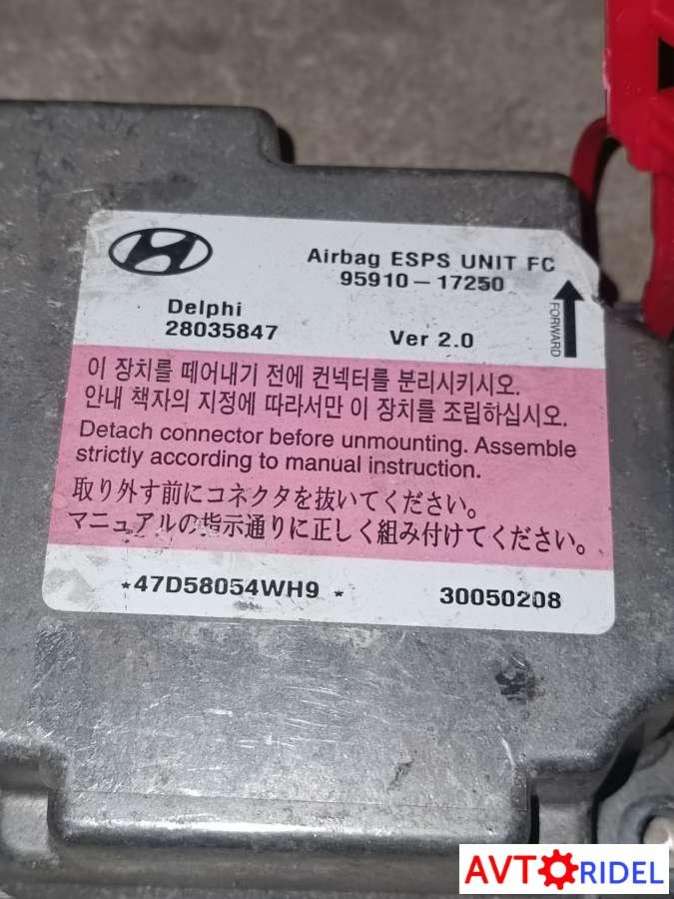 Airbag ESPS UNIT FC
95910-17250
Delphi
28035847
Ver 2.0
FORWARD
이 장치를 떼어내기 전에 컨넥터를 분리시키시오.
안내 책자의 지정에 따라서만 이 장치를 조립하십시오.
Detach connector before unmounting. Assemble
strictly according to manual instruction.
取り外す前にコネクタを抜いてください。
マニュアルの指示通りに正しく組み付けてください。
*47D58054WH9 *
30050208
AVTORIDEL